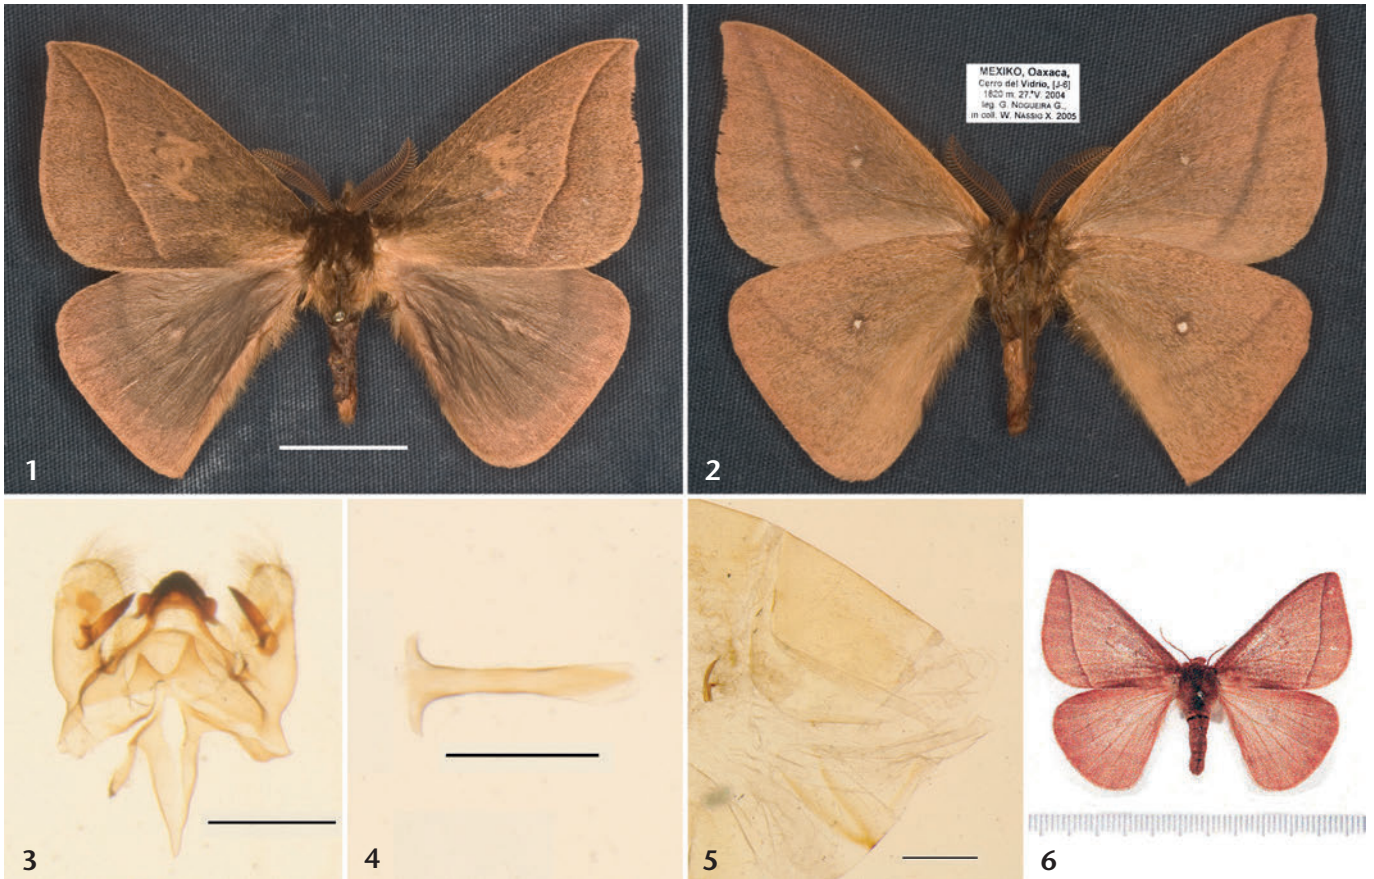 MEXIKO, Oaxaca,
Cerro del Vidrio, [J-6]
1620 m. 27.°V. 2004
leg. G. NOGUEIRA G.,
in coll. W. NÄSSIG X. 2005
1
2
3
4
5
6